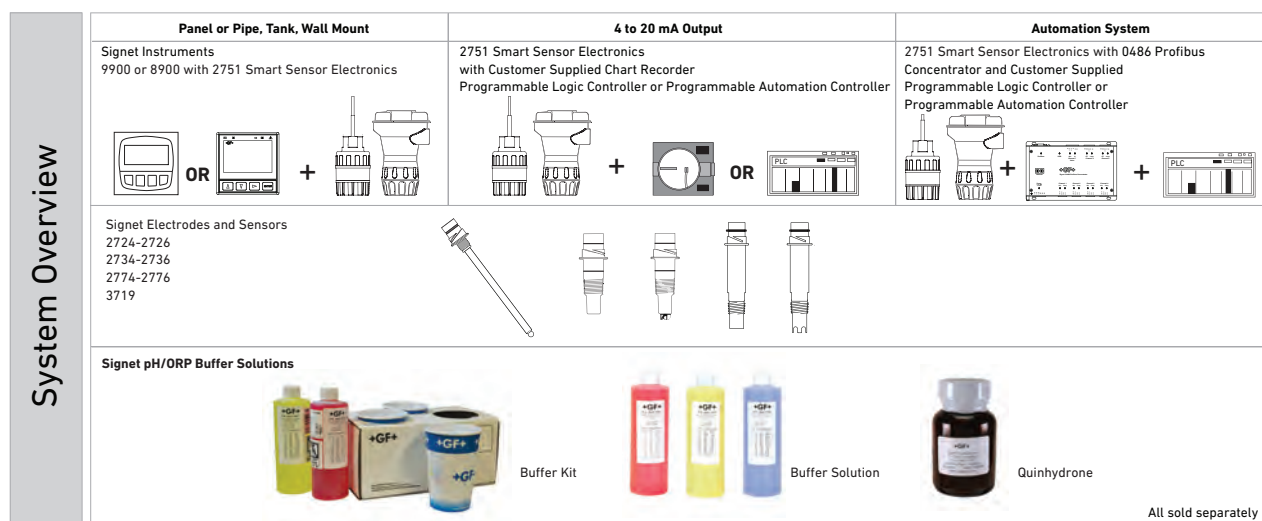 System Overview
Panel or Pipe, Tank, Wall Mount
Signet Instruments
9900 or 8900 with 2751 Smart Sensor Electronics
OR
+
4 to 20 mA Output
2751 Smart Sensor Electronics
with Customer Supplied Chart Recorder
Programmable Logic Controller or Programmable Automation Controller
+
OR
PLC
Automation System
2751 Smart Sensor Electronics with 0486 Profibus
Concentrator and Customer Supplied
Programmable Logic Controller or
Programmable Automation Controller
+
+GF+
+
PLC
Signet Electrodes and Sensors
2724-2726
2734-2736
2774-2776
3719
Signet pH/ORP Buffer Solutions
+GF+
+GF+
+GF+
+GF+
Buffer Kit
+GF+
+GF+
+GF+
Buffer Solution
+GF+
Quinhydrone
All sold separately